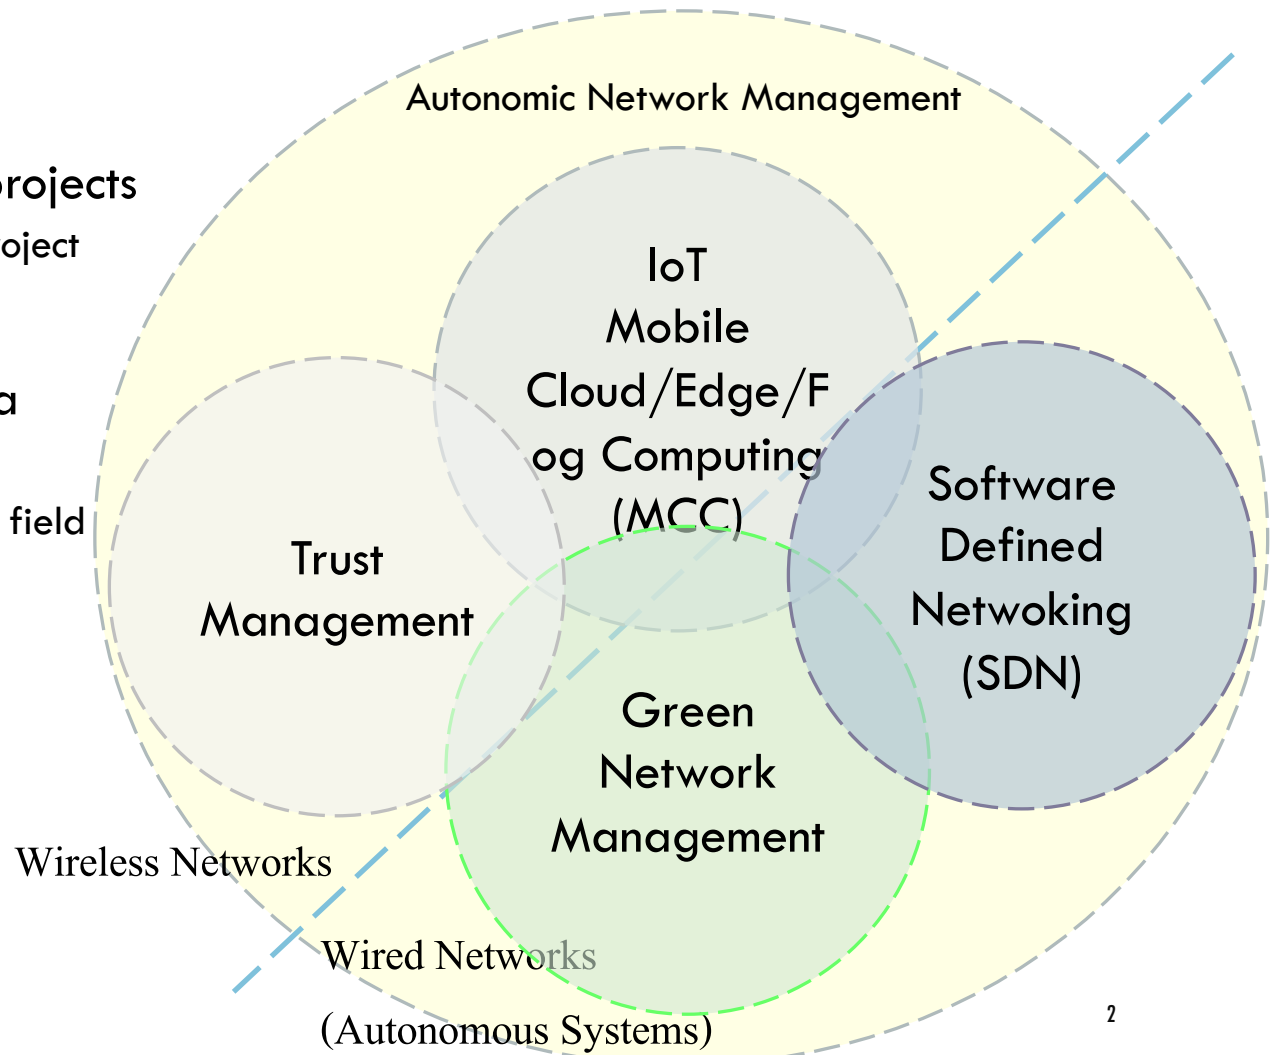 Autonomic Network Management
projects
oject
a
field
IoT
Mobile
Cloud/Edge/F
og Computing
(MCC)
Trust
Management
Software
Defined
Netwoking
(SDN)
Green
Network
Management
Wireless Networks
Wired Networks
(Autonomous Systems)
2